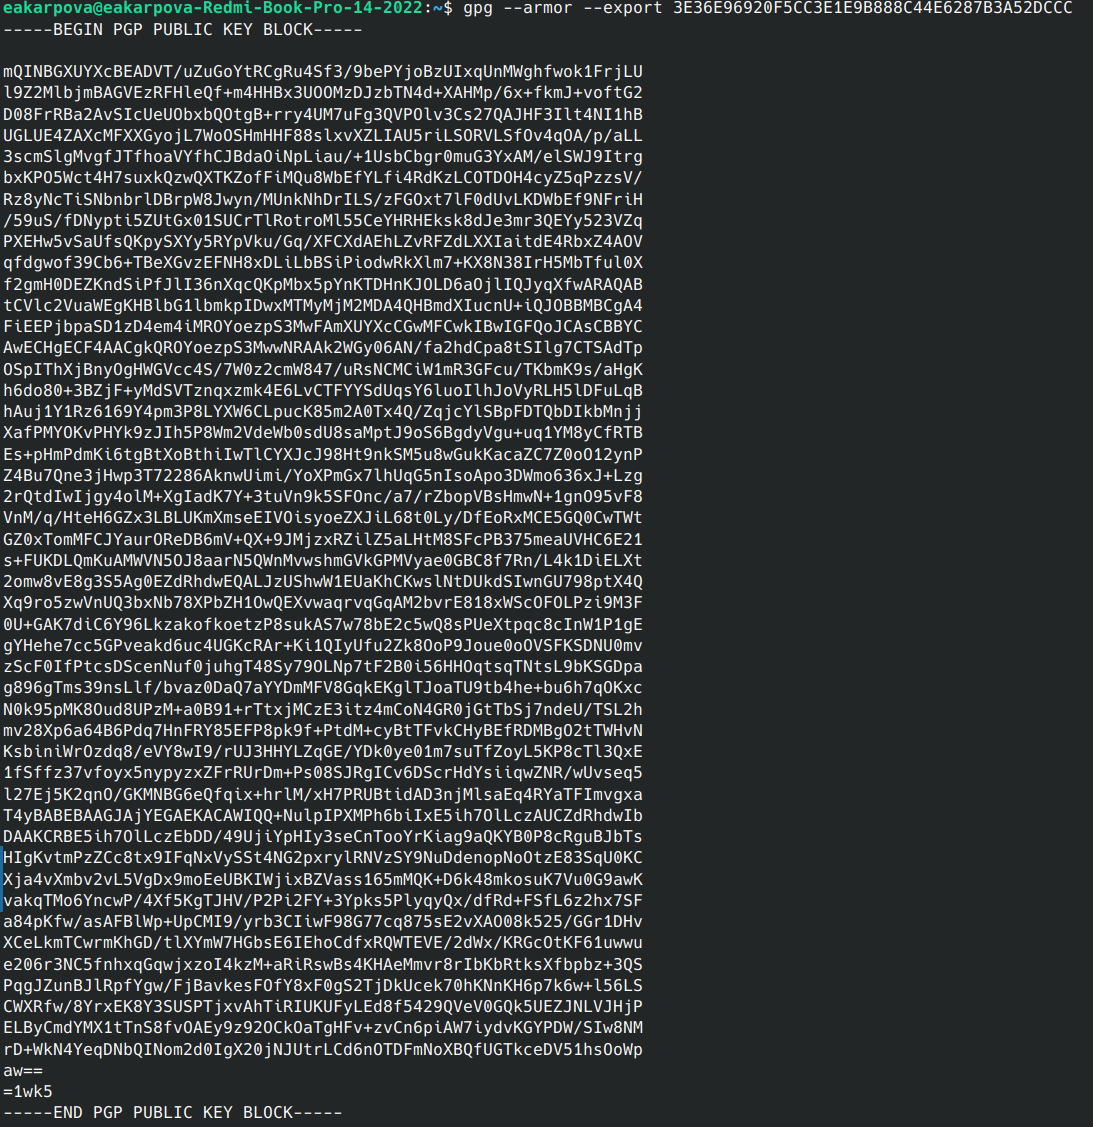 eakarpova@eakarpova-Redmi-Book-Pro-14-2022:~$ gpg --armor --export 3E36E96920F5CC3E1E9B888C44E6287B3A52DCCC
-----BEGIN PGP PUBLIC KEY BLOCK-----
mQINBGXUYXcBEADVT/uZuGoYtRCgRu4Sf3/9bePYjoBzUIxqUnMWghfwok1FrjLU
l9Z2MlbjmBAGVEzRFHleQf+m4HHBx3UOOMzDJzbTN4d+XAHMp/6x+fkmJ+voftG2
D08FrRBa2AvSIcUeUObxbQOtgB+rry4UM7uFg3QVPOlv3Cs27QAJHF3Ilt4NI1hB
UGLUE4ZAXcMFXXGyojL7WoOSHmHHF88slxvXZLIAU5riLSORVLSfOv4qOA/p/aLL
3scmSlgMvgfJTfhoaVYfhCJBdaOiNpLiau/+1UsbCbgr0muG3YxAM/elSWJ9Itrg
bxKPO5Wct4H7suxkQzwQXTKZofFiMQu8WbEfYLfi4RdKzLCOTDOH4cyZ5qPzzsV/
Rz8yNcTiSNbnbrlDBrpW8Jwyn/MUnkNhDrILS/zFGOxt7lF0dUvLKDWbEf9NFriH
/59uS/fDNypti5ZUtGx01SUCrTlRotroMl55CeYHRHEksk8dJe3mr3QEYy523VZq
PXEHw5vSaUfsQKpySXYy5RYpVku/Gq/XFCXdAEhLZvRFZdLXXIaitdE4RbxZ4AOV
qfdgwof39Cb6+TBeXGvzEFNH8xDLiLbBSiPiodwRkXlm7+KX8N38IrH5MbTful0X
f2gmH0DEZKndSiPfJlI36nXqcQKpMbx5pYnKTDHnKJOLD6aOjlIQJyqXfwARAQAB
tCVlc2VuaWEgKHBlbG1lbmkpIDwxMTMyMjM2MDA4QHBmdXIucnU+iQJOBBMBCgA4
FiEEPjbpaSD1zD4em4iMROYoezpS3MwFAmXUYXcCGwMFCwkIBwIGFQoJCAsCBBYC
AwECHgECF4AACgkQROYoezpS3MwwNRAAk2WGy06AN/fa2hdCpa8tSIlg7CTSAdTp
OSpIThXjBnyOgHWGVcc4S/7W0z2cmW847/uRsNCMCiW1mR3GFcu/TKbmK9s/aHgK
h6do80+3BZjF+yMdSVTznqxzmk4E6LvCTFYYSdUqsY6luoIlhJoVyRLH5lDFuLqB
hAuj1Y1Rz6169Y4pm3P8LYXW6CLpucK85m2A0Tx4Q/ZqjcYlSBpFDTQbDIkbMnjj
XafPMYOKvPHYk9zJIh5P8Wm2VdeWb0sdU8saMptJ9oS6BgdyVgu+uq1YM8yCfRTB
Es+pHmPdmKi6tgBtXoBthiIwTlCYXJcJ98Ht9nkSM5u8wGukKacaZC7Z0oO12ynP
Z4Bu7Qne3jHwp3T72286AknwUimi/YoXPmGx7lhUqG5nIsoApo3DWmo636xJ+Lzg
2rQtdIwIjgy4olM+XgIadK7Y+3tuVn9k5SFOnc/a7/rZbopVBsHmwN+1gnO95vF8
VnM/q/HteH6GZx3LBLUKmXmseEIVOisyoeZXJiL68t0Ly/DfEoRxMCE5GQ0CwTWt
GZ0xTomMFCJYaurOReDB6mV+QX+9JMjzxRZilZ5aLHtM8SFcPB375meaUVHC6E21
s+FUKDLQmKuAMWVN5OJ8aarN5QWnMvwshmGVkGPMVyae0GBC8f7Rn/L4k1DiELXt
2omw8vE8g3S5Ag0EZdRhdwEQALJzUShwW1EUaKhCKwslNtDUkdSIwnGU798ptX4Q
Xq9ro5zwVnUQ3bxNb78XPbZH1OwQEXvwaqrvqGqAM2bvrE818xWScOFOLPzi9M3F
0U+GAK7diC6Y96LkzakofkoetzP8sukAS7w78bE2c5wQ8sPUeXtpqc8cInW1P1gE
gYHehe7cc5GPveakd6uc4UGKcRAr+Ki1QIyUfu2Zk8OoP9Joue0oOVSFKSDNU0mv
zScF0IfPtcsDScenNuf0juhgT48Sy79OLNp7tF2B0i56HHOqtsqTNtsL9bKSGDpa
g896gTms39nsLlf/bvaz0DaQ7aYYDmMFV8GqkEKglTJoaTU9tb4he+bu6h7qOKxc
N0k95pMK8Oud8UPzM+a0B91+rTtxjMCzE3itz4mCoN4GR0jGtTbSj7ndeU/TSL2h
mv28Xp6a64B6Pdq7HnFRY85EFP8pk9f+PtdM+cyBtTFvkCHyBEfRDMBgO2tTWHvN
KsbiniWrOzdq8/eVY8wI9/rUJ3HHYLZqGE/YDk0ye01m7suTfZoyL5KP8cTl3QxE
1fSffz37vfoyx5nypyzxZFrRUrDm+Ps08SJRgICv6DScrHdYsiiqwZNR/wUvseq5
l27Ej5K2qnO/GKMNBG6eQfqix+hrlM/xH7PRUBtidAD3njMlsaEq4RYaTFImvgxa
T4yBABEBAAGJAjYEGAEKACAWIQQ+NulpIPXMPh6biIxE5ih7OlLczAUCZdRhdwIb
DAAKCRBE5ih7OlLczEbDD/49UjiYpHIy3seCnTooYrKiag9aQKYB0P8cRguBJbTs
HIgKvtmPzZCc8tx9IFqNxVySSt4NG2pxrylRNVzSY9NuDdenopNoOtzE83SqU0KC
Xja4vXmbv2vL5VgDx9moEeUBKIWjixBZVass165mMQK+D6k48mkosuK7Vu0G9awK
vakqTMo6YncwP/4Xf5KgTJHV/P2Pi2FY+3Ypks5PlyqyQx/dfRd+FSfL6z2hx7SF
a84pKfw/asAFBlWp+UpCMI9/yrb3CIiwF98G77cq875sE2vXAO08k525/GGr1DHv
XCeLkmTCwrmKhGD/tlXYmW7HGbsE6IEhoCdfxRQWTEVE/2dWx/KRGcOtKF61uwwu
e206r3NC5fnhxqGqwjxzoI4kzM+aRiRswBs4KHAeMmvr8rIbKbRtksXfbpbz+3QS
PqgJZunBJlRpfYgw/FjBavkesFOfY8xF0gS2TjDkUcek70hKNnKH6p7k6w+l56LS
CWXRfw/8YrxEK8Y3SUSPTjxvAhTiRIUKUFyLEd8f5429QVeV0GQk5UEZJNLVJHjP
ELByCmdYMX1tTnS8fvOAEy9z92OCkOaTgHFv+zvCn6piAW7iydvKGYPDW/SIw8NM
rD+WkN4YeqDNbQINom2d0IgX20jNJUtrLCd6nOTDFmNoXBQfUGTkceDV51hsOoWp
aw==
=1wk5
-----END PGP PUBLIC KEY BLOCK-----